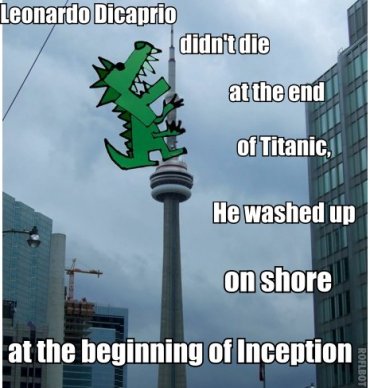 Leonardo Dicaprio
didn't die
at the end
of Titanic,
He washed up
on shore
at the beginning of Inception
ROFLBOT